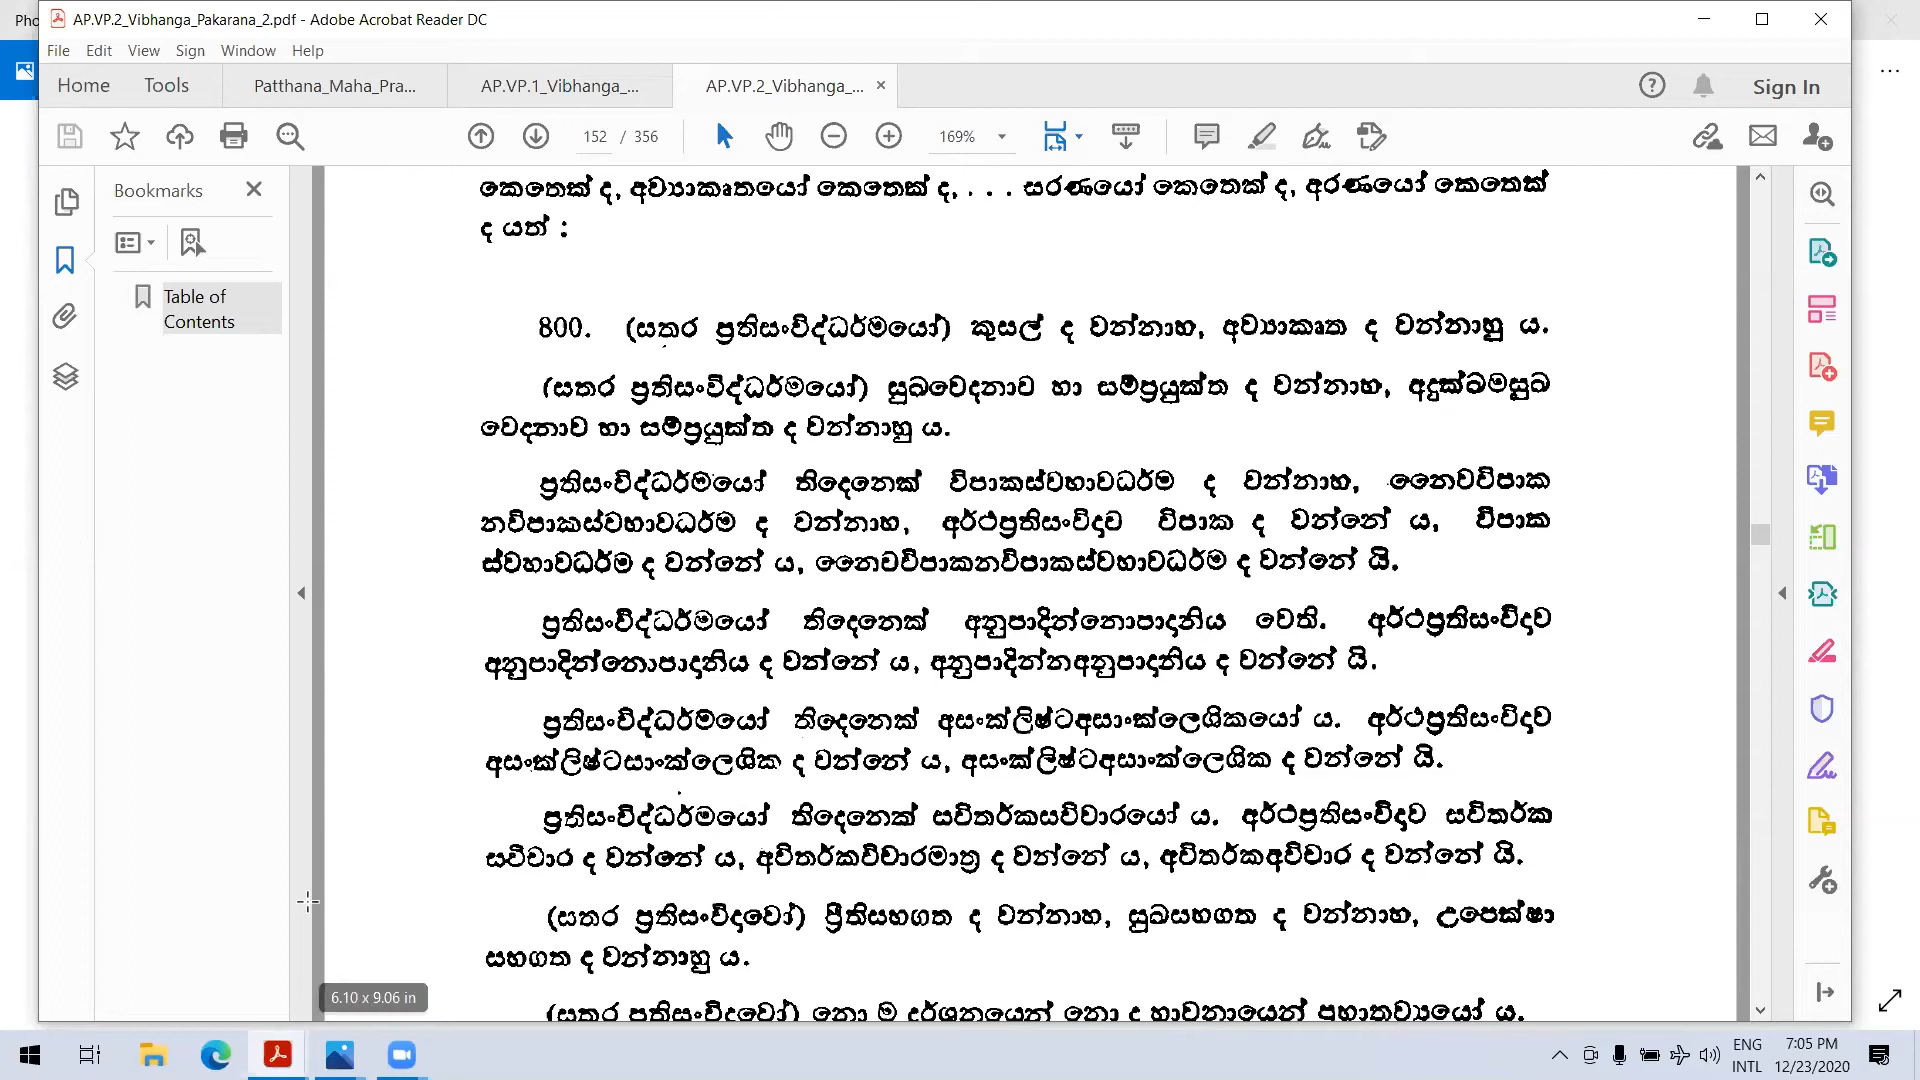 Pho
AP.VP.2_Vibhanga_Pakarana_2.pdf - Adobe Acrobat Reader DC
File Edit View Sign Window Help
Home Tools Patthana_Maha_Pra... AP.VP.1_Vibhanga_... AP.VP.2_Vibhanga_... Sign In
152 / 356 169%
Bookmarks
Table of
Contents
කෙතෙක් ද, අව්‍යාකෘතයෝ කෙතෙක් ද, . . . සරණයෝ කෙතෙක් ද, අරණයෝ කෙතෙක්
ද යත් :
800. (සතර ප්‍රතිසංවිද්ධර්මයෝ) කුසල් ද වන්නාහ, අව්‍යාකෘත ද වන්නාහු ය.
(සතර ප්‍රතිසංවිද්ධර්මයෝ) සුඛවේදනාව හා සම්ප්‍රයුක්ත ද වන්නාහ, අදුක්ඛමසුඛ
වෙදනාව හා සම්ප්‍රයුක්ත ද වන්නාහු ය.
ප්‍රතිසංවිද්ධර්මයෝ තිදෙනෙක් විපාකස්වභාවධර්ම ද වන්නාහ, නෛවවිපාක
නවිපාකස්වභාවධර්ම ද වන්නාහ, අර්ථප්‍රතිසංවිදාව විපාක ද වන්නේ ය, විපාක
ස්වභාවධර්ම ද වන්නේ ය, නෛවවිපාකනවිපාකස්වභාවධර්ම ද වන්නේ යි.
ප්‍රතිසංවිද්ධර්මයෝ තිදෙනෙක් අනුපාදින්නොපාදානිය වෙති. අර්ථප්‍රතිසංවිදාව
අනුපාදින්නොපාදානිය ද වන්නේ ය, අනුපාදින්නඅනුපාදානිය ද වන්නේ යි.
ප්‍රතිසංවිද්ධර්මයෝ තිදෙනෙක් අසංක්ලිෂ්ටඅසාංක්ලෙශිකයෝ ය. අර්ථප්‍රතිසංවිදාව
අසංක්ලිෂ්ටසාංක්ලෙශික ද වන්නේ ය, අසංක්ලිෂ්ටඅසාංක්ලෙශික ද වන්නේ යි.
ප්‍රතිසංවිද්ධර්මයෝ තිදෙනෙක් සවිතර්කසවිචාරයෝ ය. අර්ථප්‍රතිසංවිදාව සවිතර්ක
සවිචාර ද වන්නේ ය, අවිතර්කවිචාරමාත්‍ර ද වන්නේ ය, අවිතර්කඅවිචාර ද වන්නේ යි.
(සතර ප්‍රතිසංවිදාවෝ) ප්‍රීතිසහගත ද වන්නාහ, සුඛසහගත ද වන්නාහ, උපෙක්ෂා
සහගත ද වන්නාහු ය.
(සතර ප්‍රතිසංවිදාවෝ) නො ම දර්ශනයෙන් නො ද භාවනායෙන් ප්‍රහාතව්‍යයෝ ය.
6.10 x 9.06 in
ENG 7:05 PM
INTL 12/23/2020